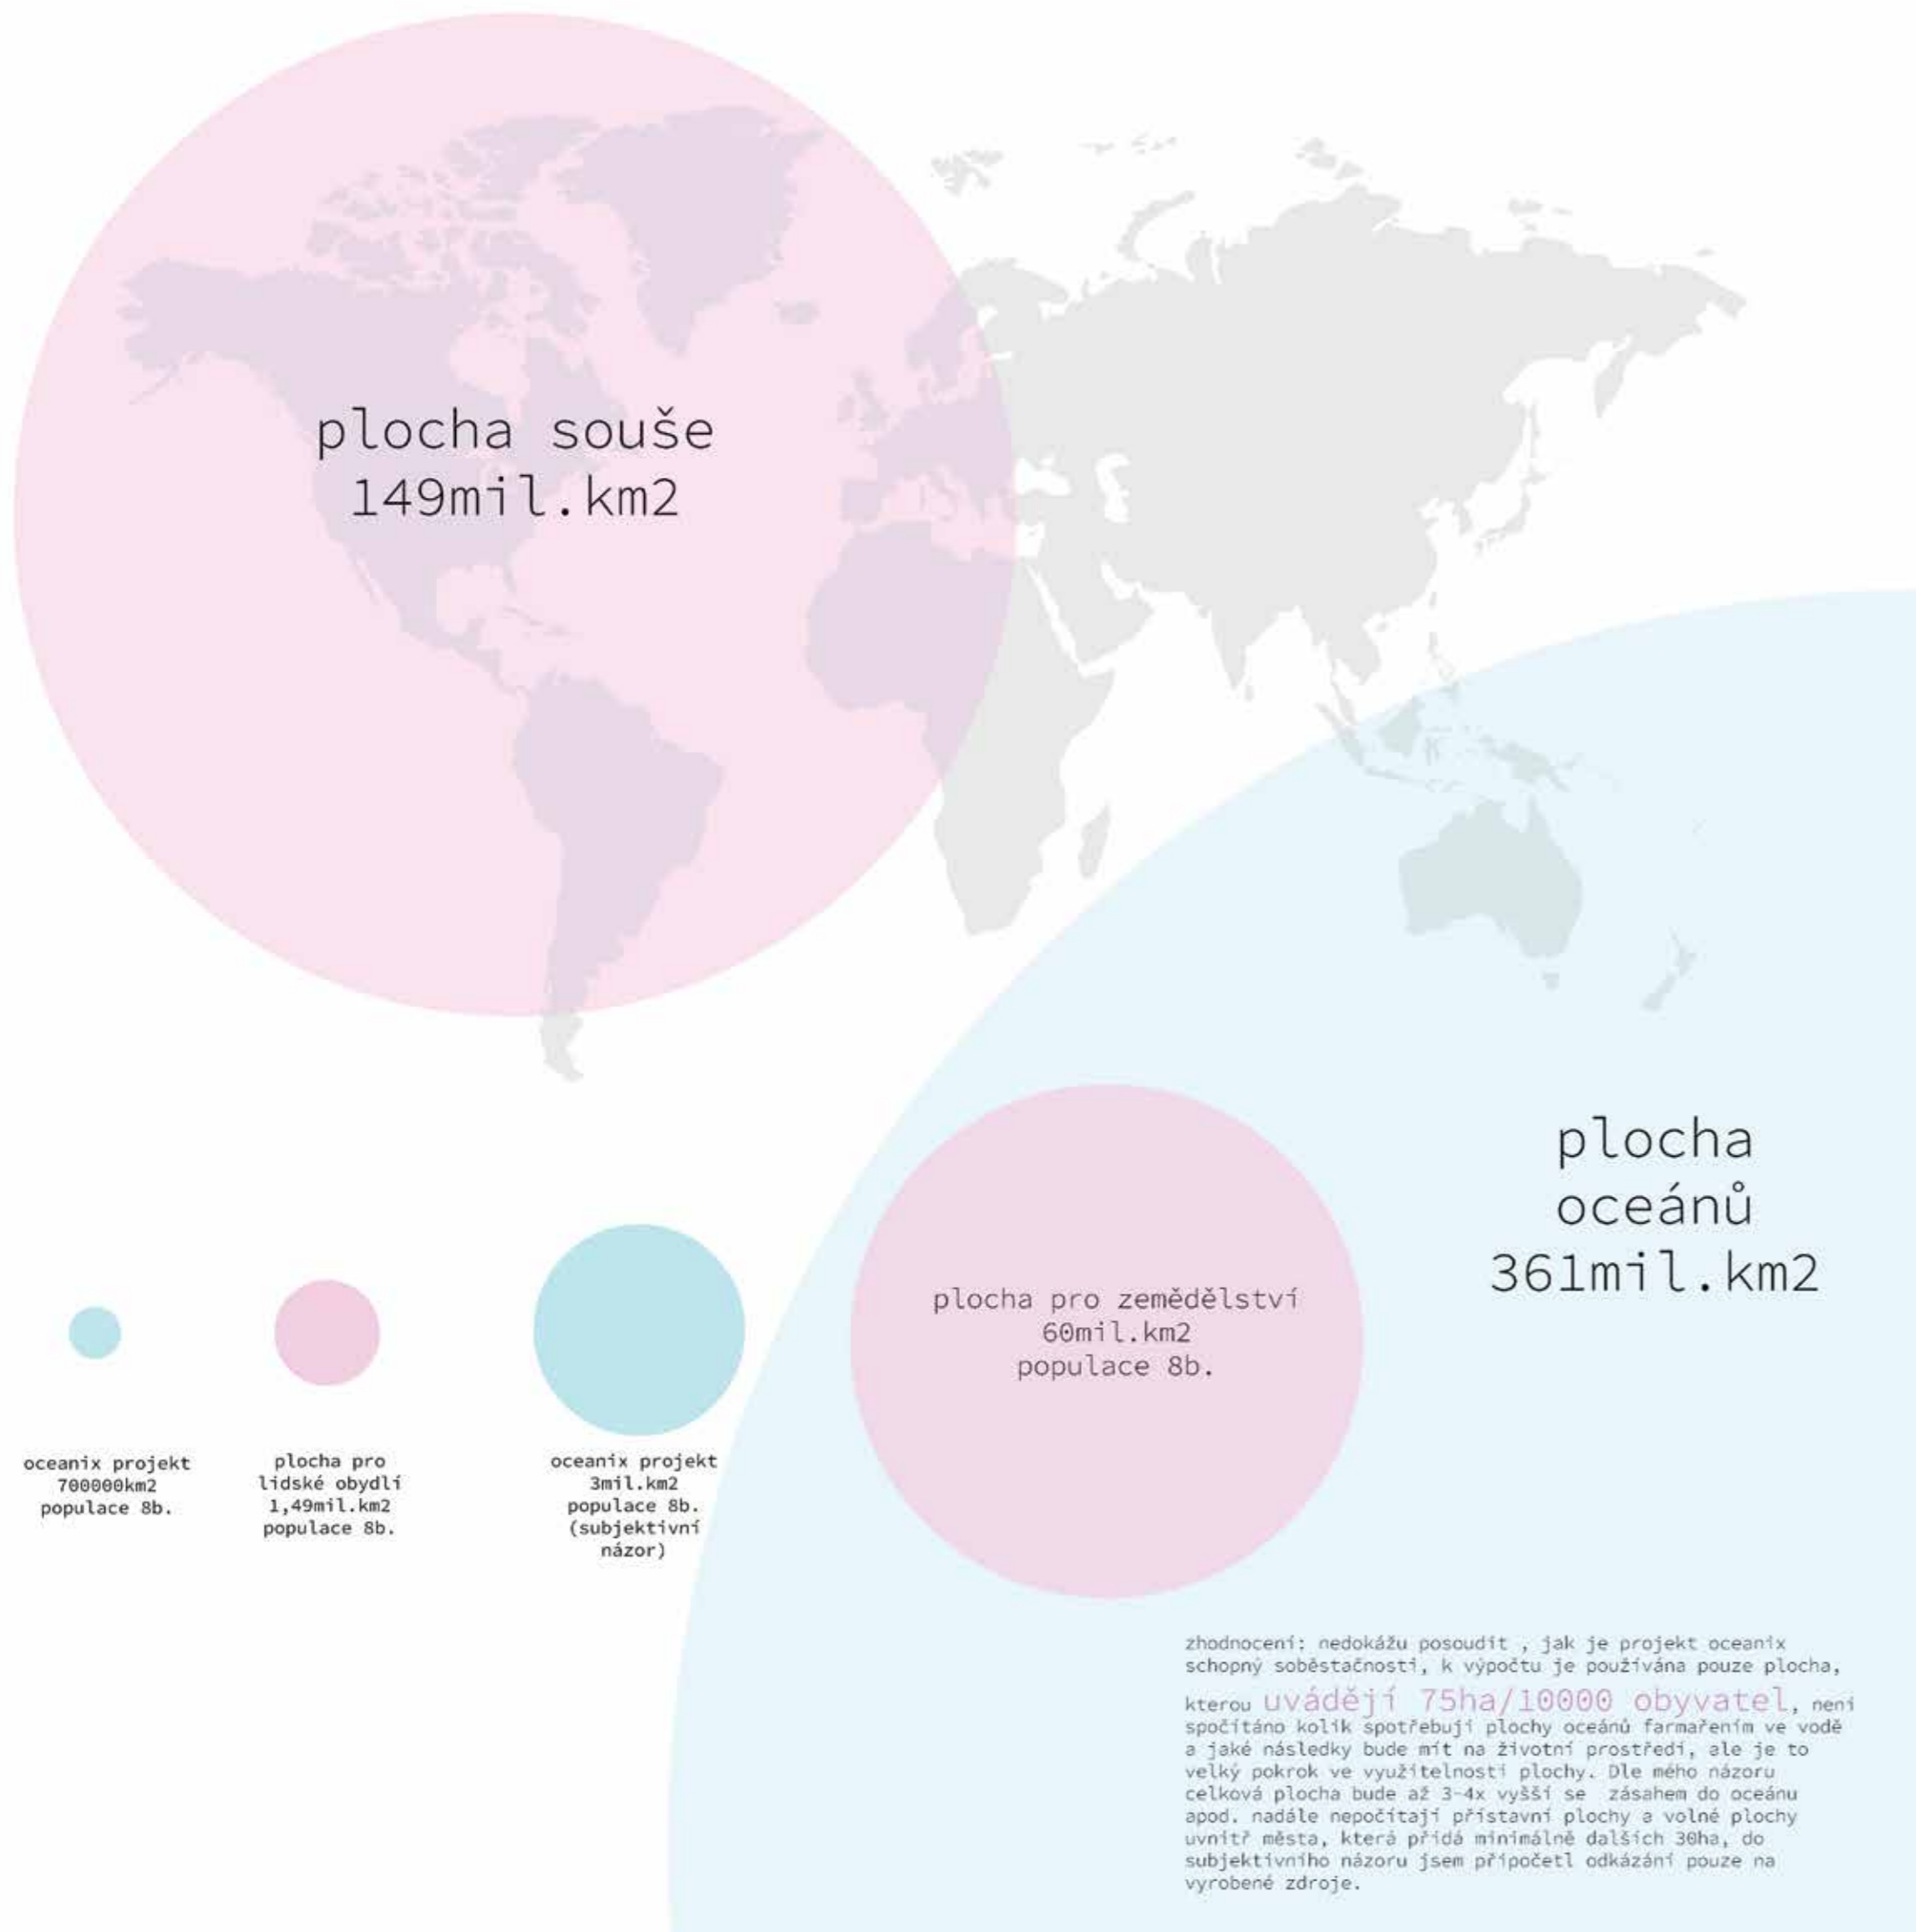 plocha souše
149mil.km2
plocha
oceánů
361mil.km2
plocha pro zemědělství
60mil.km2
populace 8b.
oceanix projekt
700000km2
populace 8b.
plocha pro
lidské obydlí
1,49mil.km2
populace 8b.
oceanix projekt
3mil.km2
populace 8b.
(subjektivní
názor)
zhodnocení: nedokážu posoudit , jak je projekt oceanix
schopný soběstačnosti, k výpočtu je používána pouze plocha,
kterou uvádějí 75ha/10000 obyvatel, není
spočítáno kolik spotřebují plochy oceánů farmařením ve vodě
a jaké následky bude mít na životní prostředí, ale je to
velký pokrok ve využitelnosti plochy. Dle mého názoru
celková plocha bude až 3-4x vyšší se zásahem do oceánu
apod. nadále nepočítají přístavní plochy a volné plochy
uvnitř města, která přidá minimálně dalších 30ha, do
subjektivního názoru jsem připočetl odkázání pouze na
vyrobené zdroje.